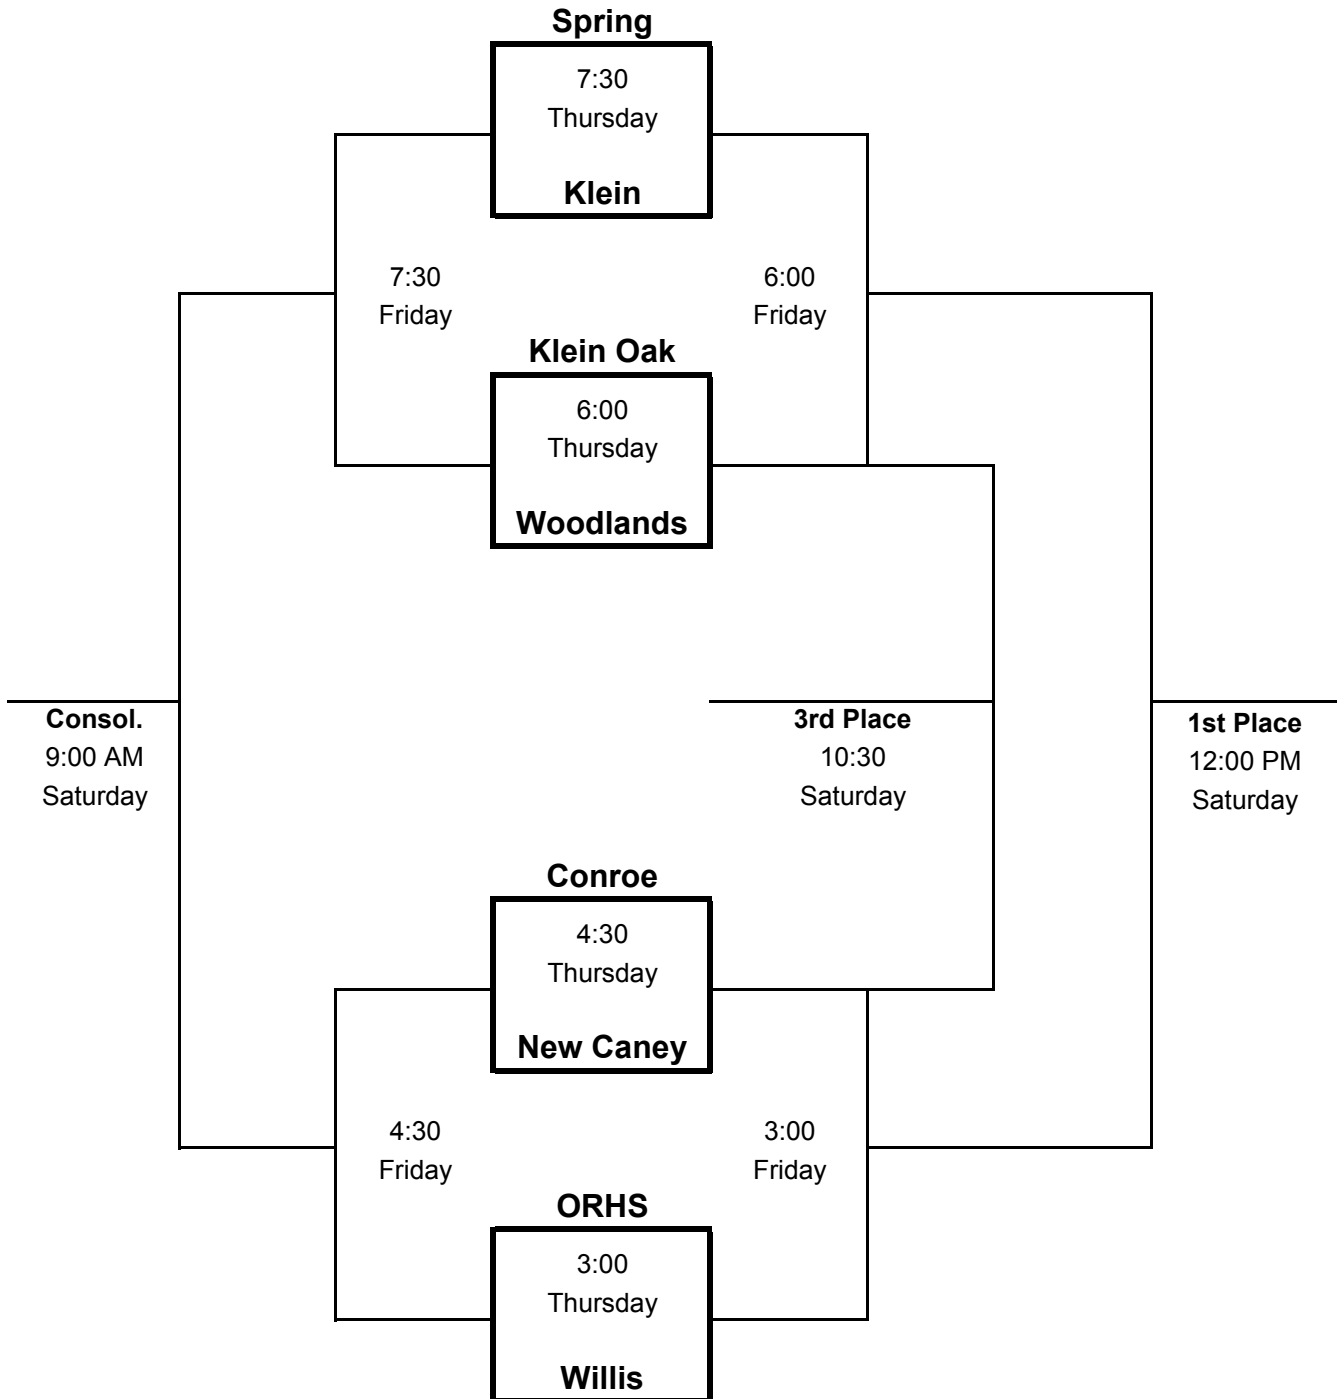 Spring
7:30
Thursday
Klein
7:30
Friday
6:00
Friday
Klein Oak
6:00
Thursday
Woodlands
Consol.
9:00 AM
Saturday
3rd Place
10:30
Saturday
1st Place
12:00 PM
Saturday
Conroe
4:30
Thursday
New Caney
4:30
Friday
3:00
Friday
ORHS
3:00
Thursday
Willis